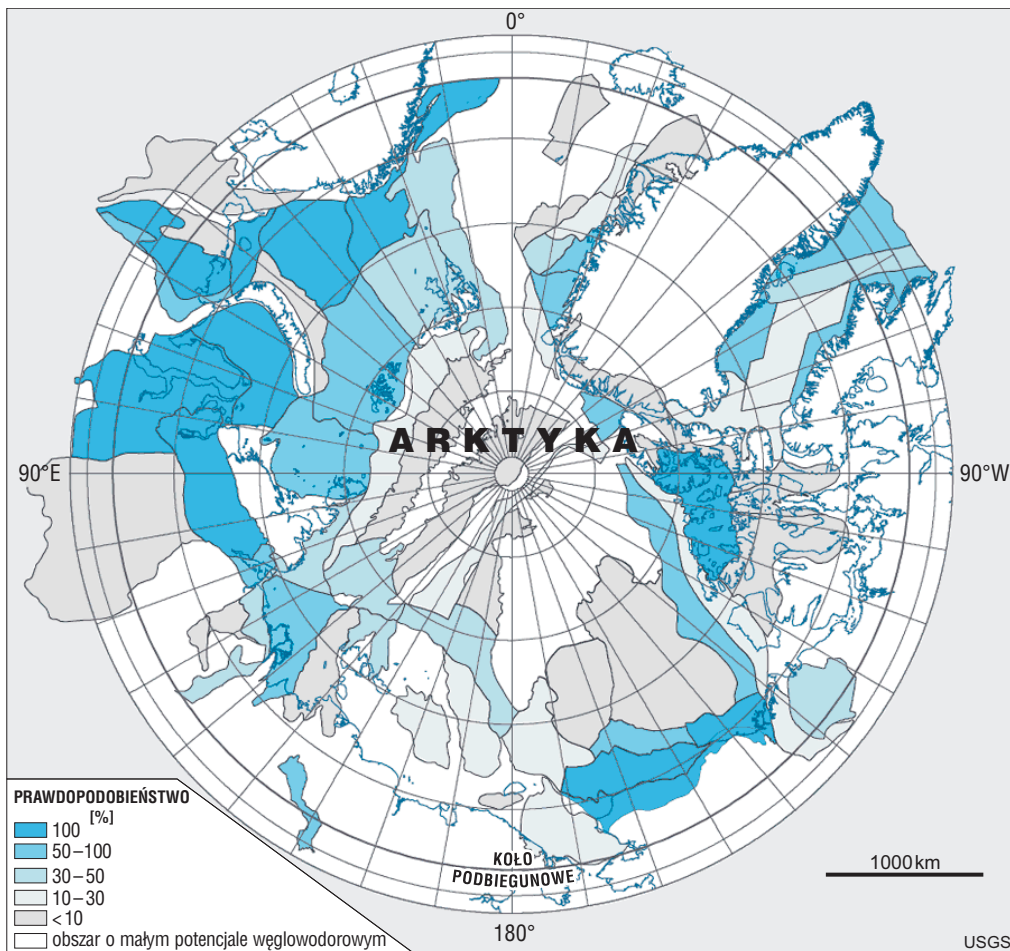 0°
ARKTYKA
90°E
90°W
PRAWDOPODOBIEŃSTWO
[%]
100
50–100
30–50
10–30
<10
obszar o małym potencjale węglowodorowym
KOŁO
PODBIEGUNOWE
1000 km
180°
USGS